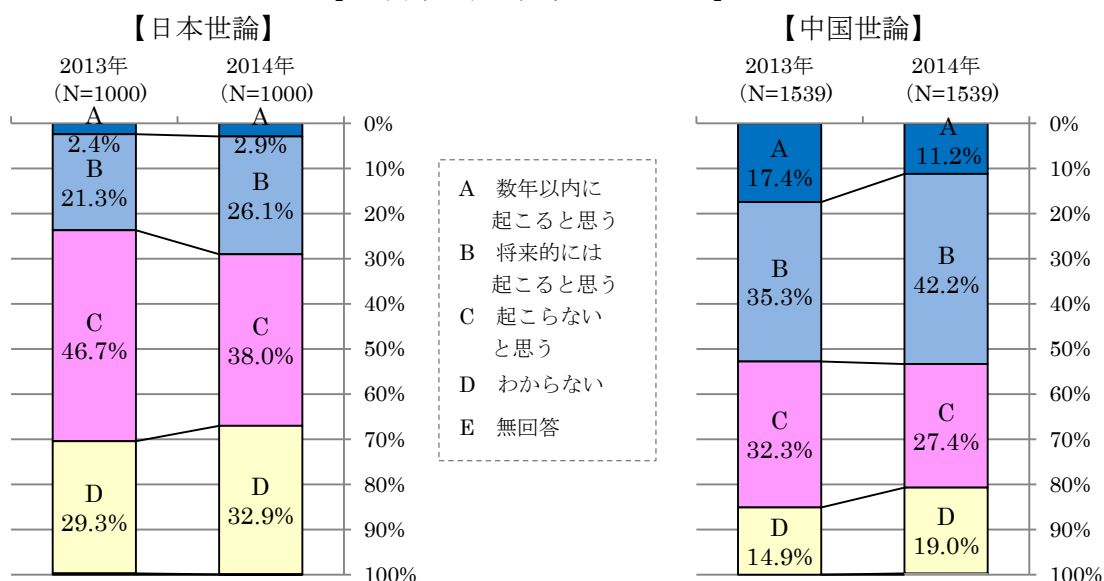 【日本世論】
2013年
(N=1000)
2014年
(N=1000)
A
2.4%
B
21.3%
C
46.7%
D
29.3%
A
2.9%
B
26.1%
C
38.0%
D
32.9%
0%
10%
20%
30%
40%
50%
60%
70%
80%
90%
100%
A 数年以内に
起こると思う
B 将来的には
起こると思う
C 起こらない
と思う
D わからない
E 無回答
【中国世論】
2013年
(N=1539)
2014年
(N=1539)
A
17.4%
B
35.3%
C
32.3%
D
14.9%
A
11.2%
B
42.2%
C
27.4%
D
19.0%
0%
10%
20%
30%
40%
50%
60%
70%
80%
90%
100%